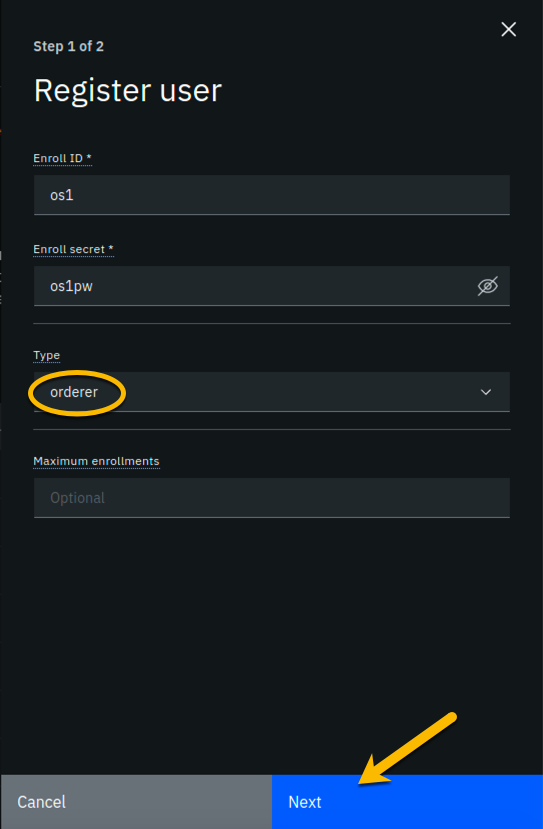 Step 1 of 2
Register user
Enroll ID *
os1
Enroll secret *
os1pw
Type
orderer
Maximum enrollments
Optional
Cancel
Next